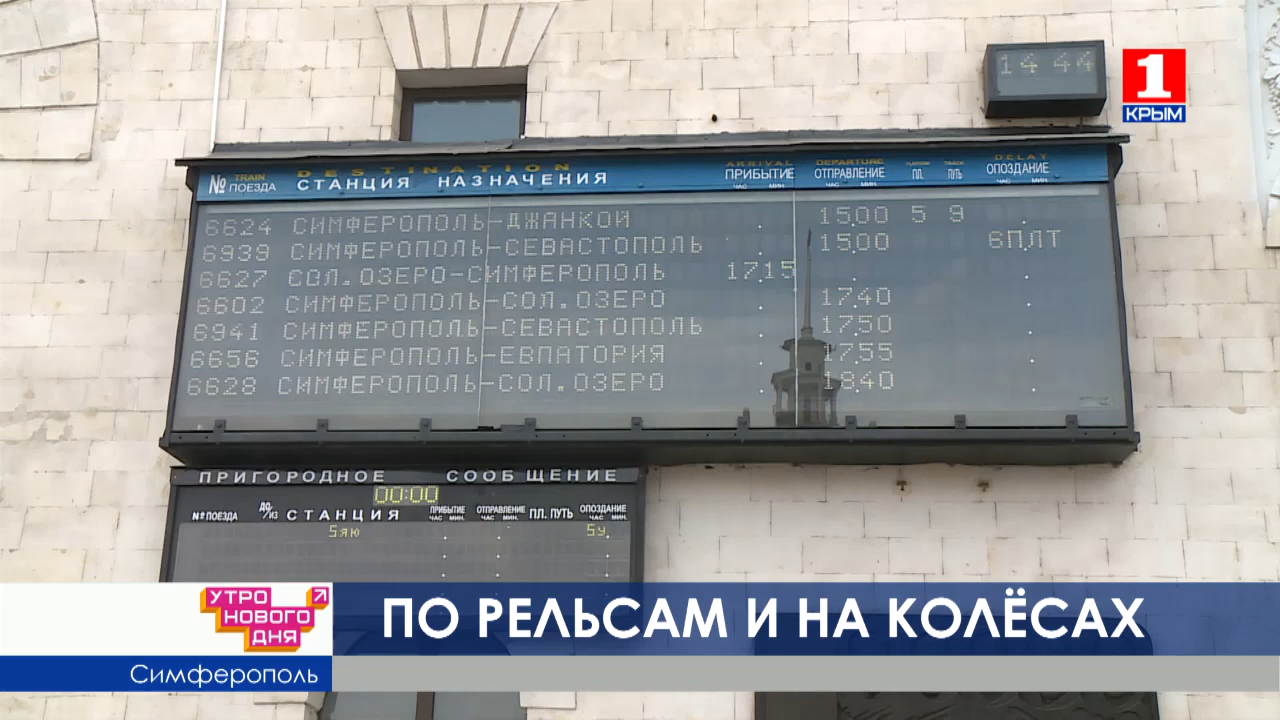 14 44
1
КРЫМ
№ TRAIN ПОЕЗДА DESTINATION СТАНЦИЯ НАЗНАЧЕНИЯ ARRIVAL ПРИБЫТИЕ ЧАС МИН. DEPARTURE ОТПРАВЛЕНИЕ ЧАС МИН. ПЛ. TRACK ПУТЬ DELAY ОПОЗДАНИЕ ЧАС МИН.
6624 СИМФЕРОПОЛЬ-ДЖАНКОЙ . 15.00 5 9 .
6939 СИМФЕРОПОЛЬ-СЕВАСТОПОЛЬ . 15.00 6ПЛТ
6627 СОЛ.ОЗЕРО-СИМФЕРОПОЛЬ 17.15 . .
6602 СИМФЕРОПОЛЬ-СОЛ.ОЗЕРО . 17.40 .
6941 СИМФЕРОПОЛЬ-СЕВАСТОПОЛЬ . 17.50 .
6656 СИМФЕРОПОЛЬ-ЕВПАТОРИЯ . 17.55 .
6628 СИМФЕРОПОЛЬ-СОЛ.ОЗЕРО . 18.40 .
ПРИГОРОДНОЕ СООБЩЕНИЕ
00:00
№ ПОЕЗДА ДО/ИЗ СТАНЦИЯ ПРИБЫТИЕ ЧАС МИН. ОТПРАВЛЕНИЕ ЧАС МИН. ПЛ. ПУТЬ ОПОЗДАНИЕ ЧАС МИН.
5яю . . 5у.
УТРО
НОВОГО
ДНЯ
ПО РЕЛЬСАМ И НА КОЛЁСАХ
Симферополь